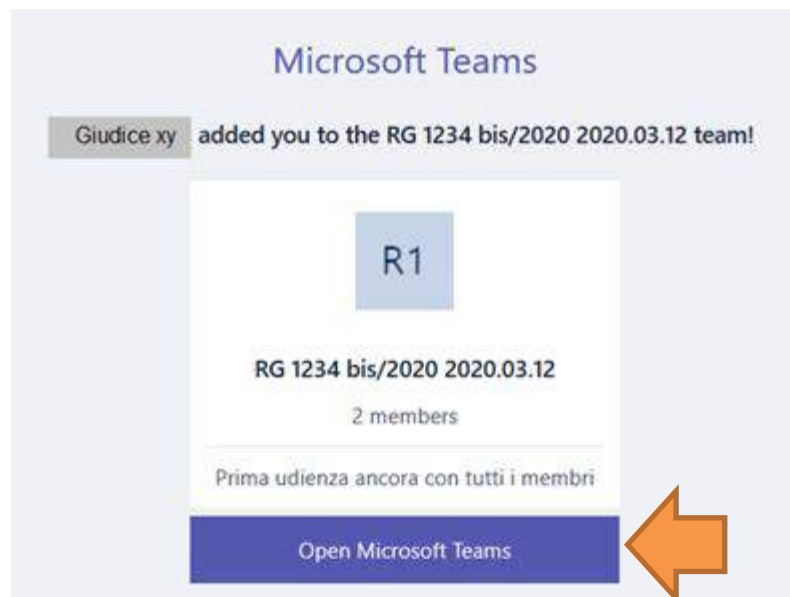 Microsoft Teams
Giudice xy added you to the RG 1234 bis/2020 2020.03.12 team!
R1
RG 1234 bis/2020 2020.03.12
2 members
Prima udienza ancora con tutti i membri
Open Microsoft Teams